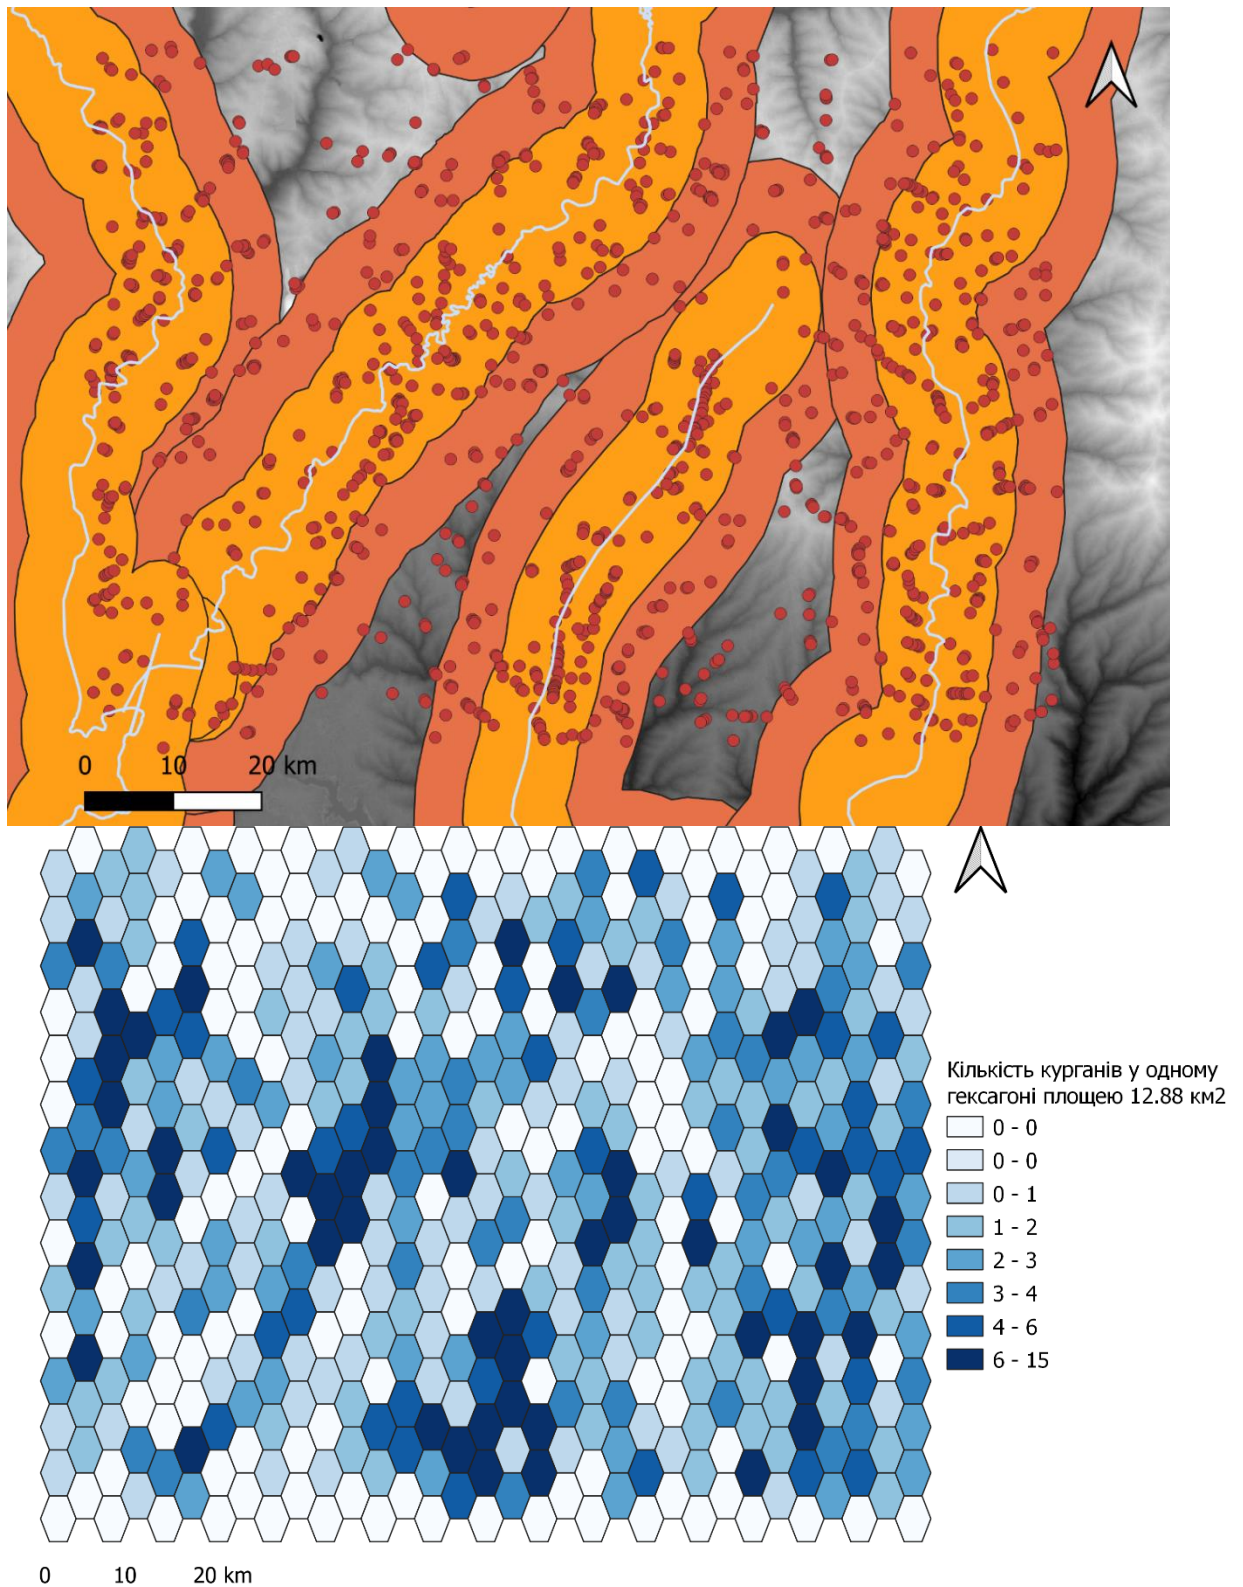 0 10 20 km
Кількість курганів у одному
гексагоні площею 12.88 км2
0 - 0
0 - 0
0 - 1
1 - 2
2 - 3
3 - 4
4 - 6
6 - 15
0 10 20 km